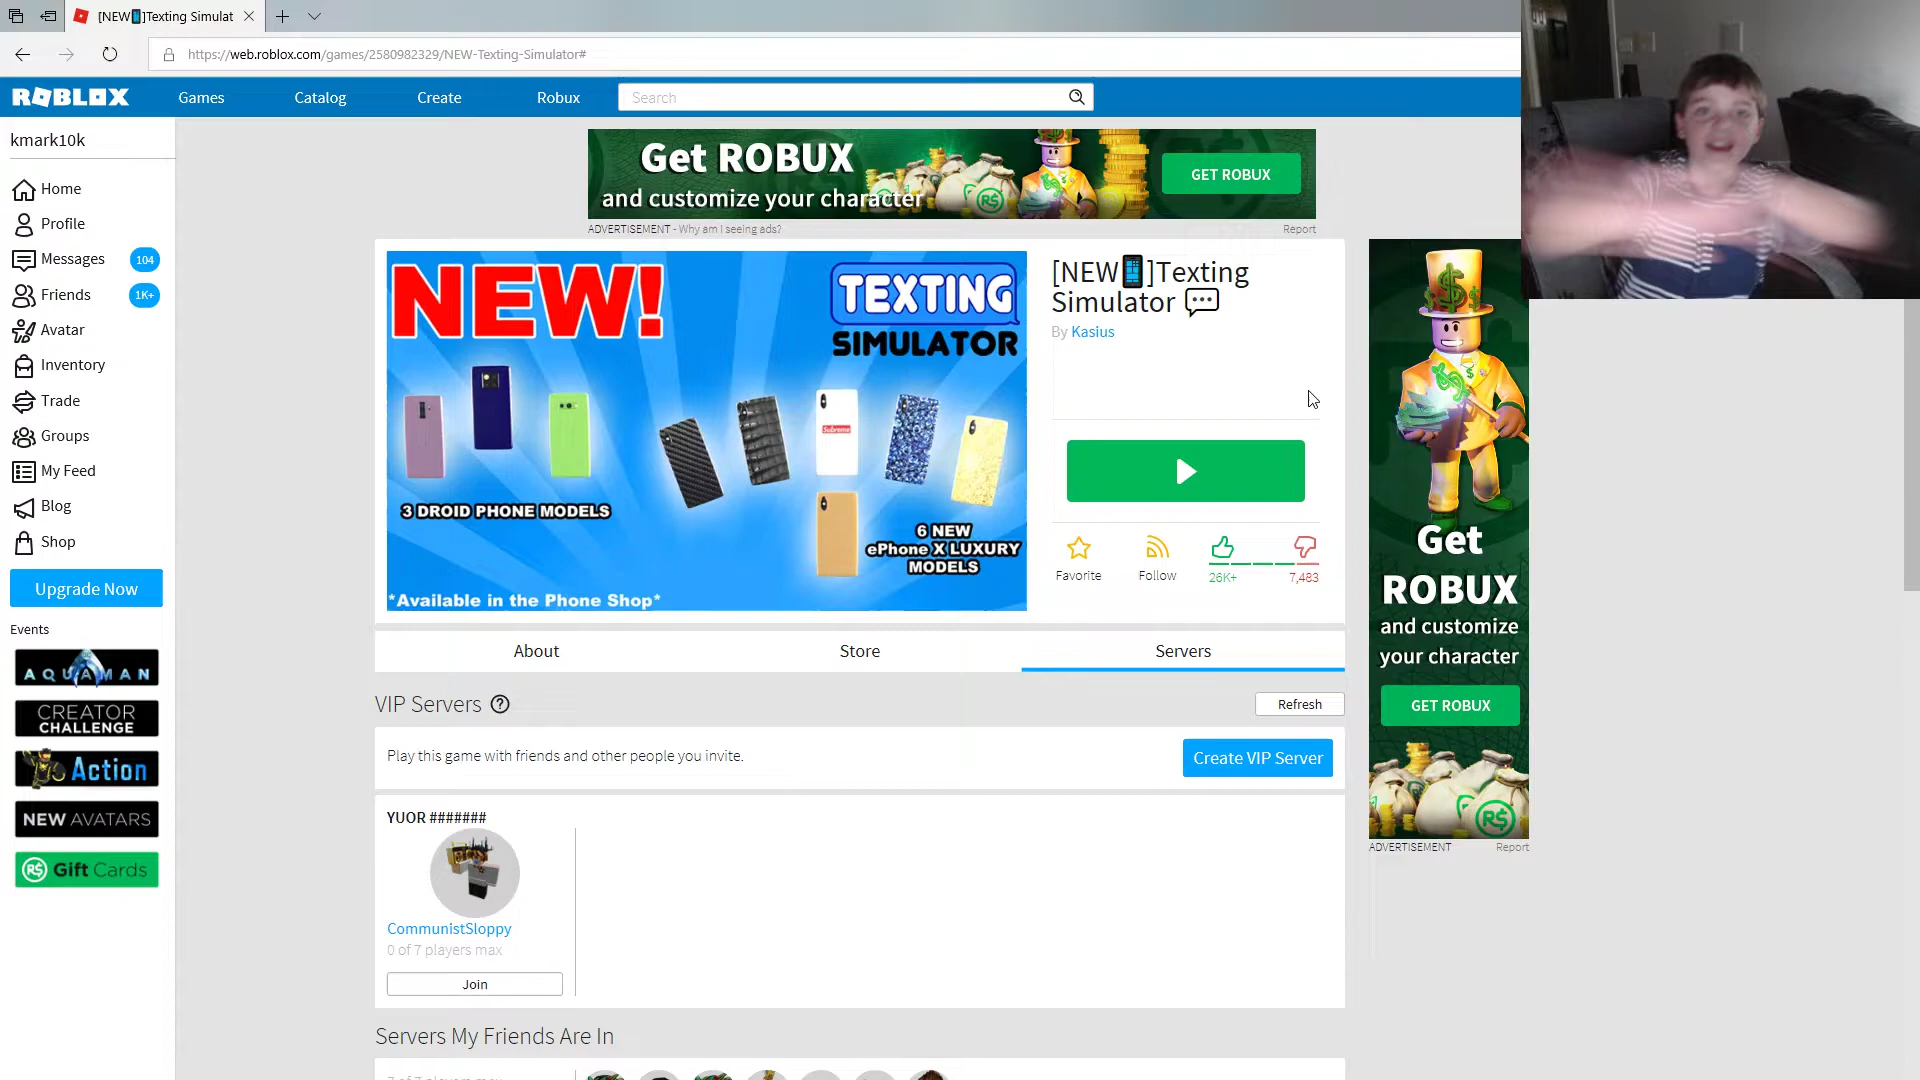 [NEW📱]Texting Simulat
https://web.roblox.com/games/2580982329/NEW-Texting-Simulator#
ROBLOX
Games
Catalog
Create
Robux
Search
kmark10k
Home
Profile
Messages 104
Friends 1K+
Avatar
Inventory
Trade
Groups
My Feed
Blog
Shop
Upgrade Now
Events
AQUAMAN
CREATOR
CHALLENGE
Action
NEW AVATARS
R$ Gift Cards
Get ROBUX
and customize your character
R$
GET ROBUX
ADVERTISEMENT - Why am I seeing ads?
Report
NEW!
TEXTING
SIMULATOR
Supreme
3 DROID PHONE MODELS
6 NEW
ePhone X LUXURY
MODELS
*Available in the Phone Shop*
[NEW📱]Texting
Simulator 💬
By Kasius
Favorite
Follow
26K+
7,483
About
Store
Servers
VIP Servers
Refresh
Play this game with friends and other people you invite.
Create VIP Server
YUOR #######
CommunistSloppy
0 of 7 players max
Join
Servers My Friends Are In
7 of 7 players max
Get
ROBUX
and customize
your character
GET ROBUX
R$
ADVERTISEMENT
Report